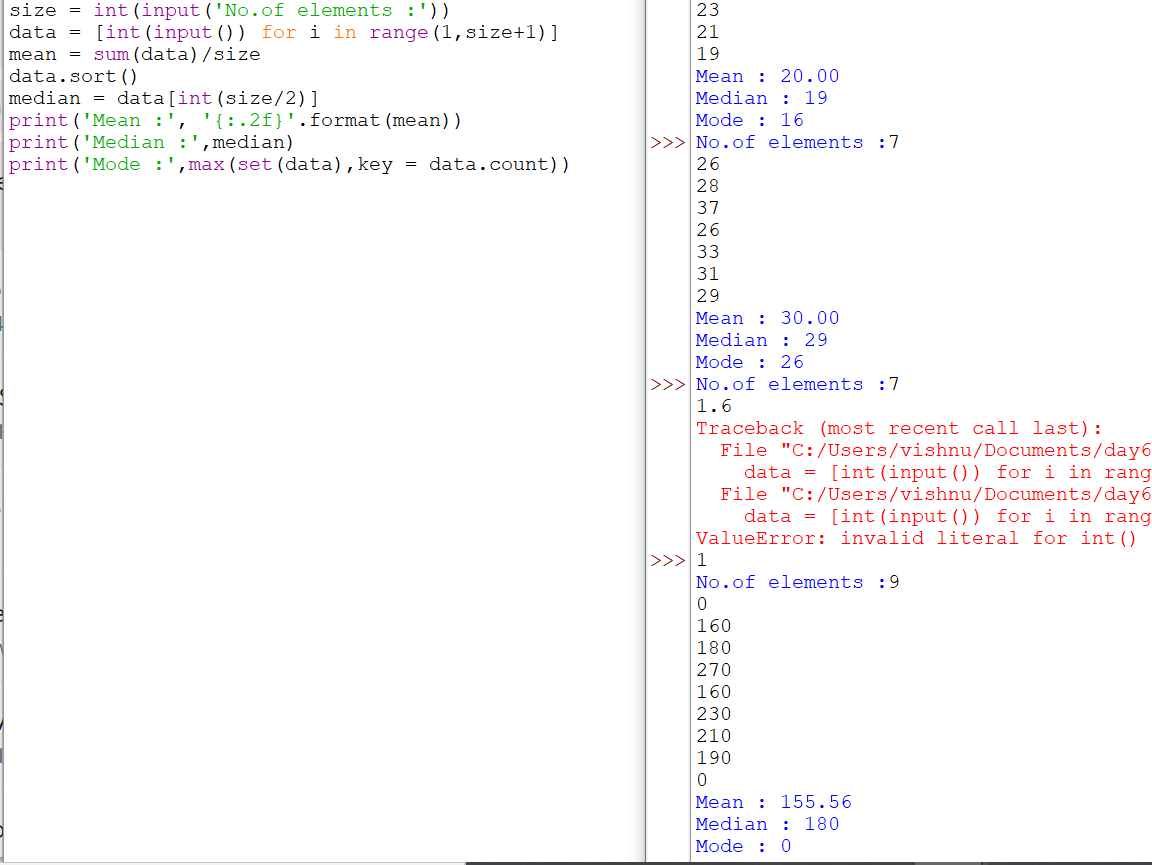 size = int(input('No.of elements :'))
data = [int(input()) for i in range(1,size+1)]
mean = sum(data)/size
data.sort()
median = data[int(size/2)]
print('Mean :', '{:.2f}'.format(mean))
print('Median :',median)
print('Mode :',max(set(data),key = data.count))
23
21
19
Mean : 20.00
Median : 19
Mode : 16
>>> No.of elements :7
26
28
37
26
33
31
29
Mean : 30.00
Median : 29
Mode : 26
>>> No.of elements :7
1.6
Traceback (most recent call last):
File "C:/Users/vishnu/Documents/day6
data = [int(input()) for i in rang
File "C:/Users/vishnu/Documents/day6
data = [int(input()) for i in rang
ValueError: invalid literal for int()
>>> 1
No.of elements :9
0
160
180
270
160
230
210
190
0
Mean : 155.56
Median : 180
Mode : 0